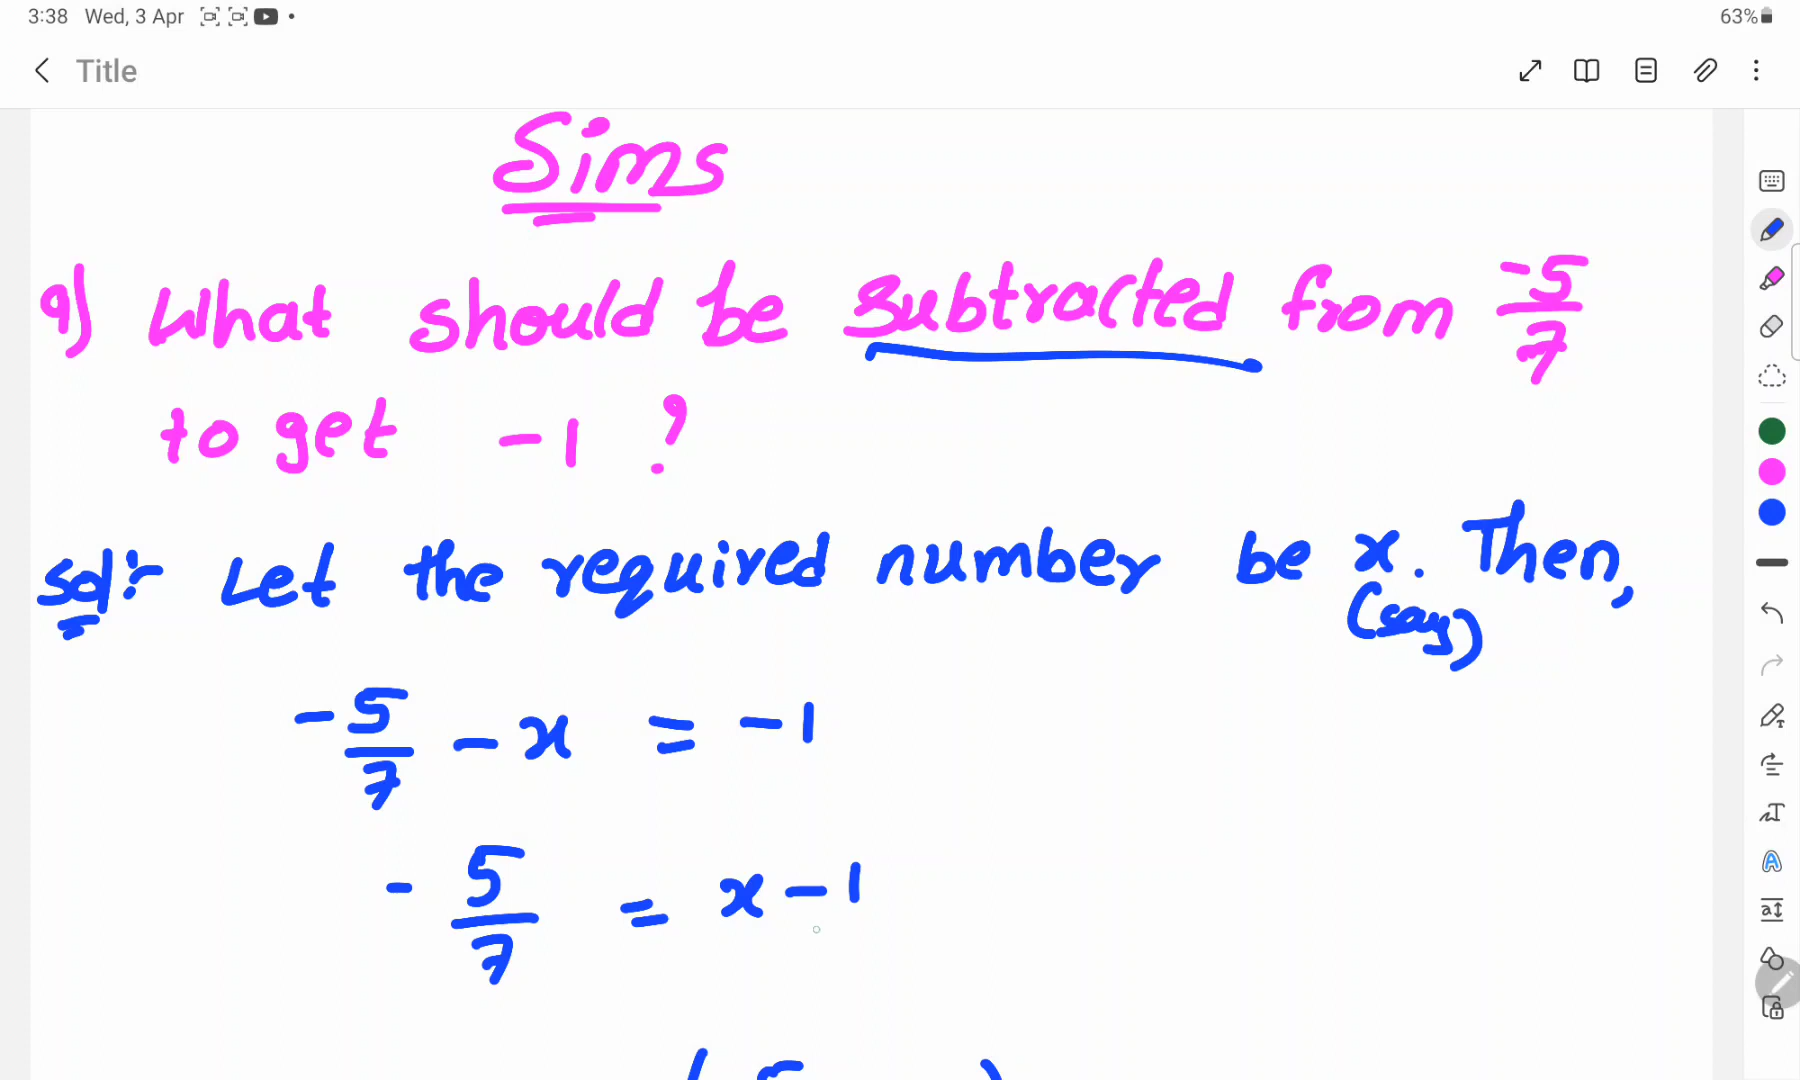 3:38 Wed, 3 Apr 63%
Title
Sims
9) What should be subtracted from -5/7
to get -1 ?
sol:- Let the required number be x. Then,
(say)
-5/7 - x = -1
- 5/7 = x - 1